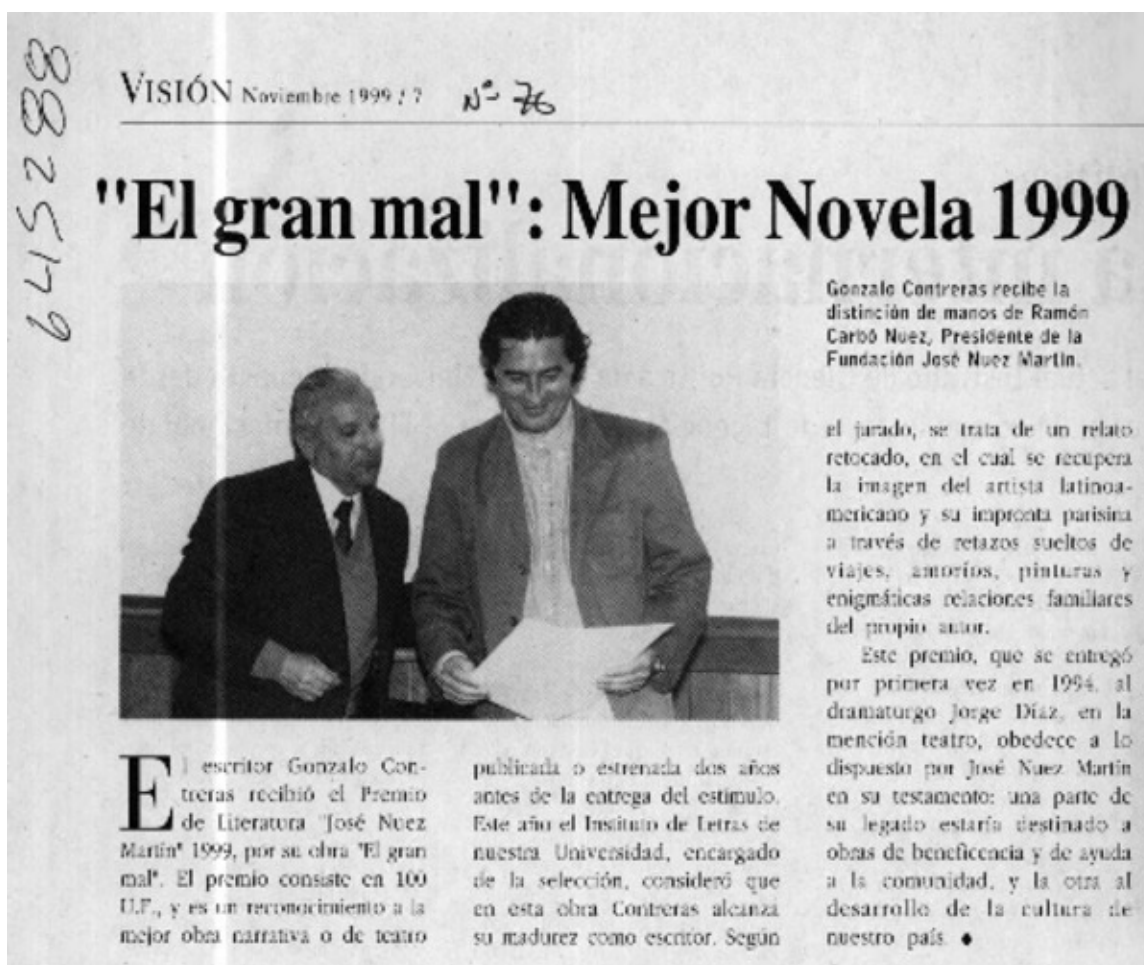 645288
VISIÓN Noviembre 1999 / 7 Nº 76
"El gran mal": Mejor Novela 1999
Gonzalo Contreras recibe la
distinción de manos de Ramón
Carbó Nuez, Presidente de la
Fundación José Nuez Martín.
El escritor Gonzalo Con-
treras recibió el Premio
de Literatura "José Nuez
Martín" 1999, por su obra "El gran
mal". El premio consiste en 100
U.F., y es un reconocimiento a la
mejor obra narrativa o de teatro
publicada o estrenada dos años
antes de la entrega del estímulo.
Este año el Instituto de Letras de
nuestra Universidad, encargado
de la selección, consideró que
en esta obra Contreras alcanza
su madurez como escritor. Según
el jurado, se trata de un relato
retocado, en el cual se recupera
la imagen del artista latinoa-
mericano y su impronta parisina
a través de retazos sueltos de
viajes, amoríos, pinturas y
enigmáticas relaciones familiares
del propio autor.
Este premio, que se entregó
por primera vez en 1994, al
dramaturgo Jorge Díaz, en la
mención teatro, obedece a lo
dispuesto por José Nuez Martín
en su testamento: una parte de
su legado estaría destinado a
obras de beneficencia y de ayuda
a la comunidad, y la otra al
desarrollo de la cultura de
nuestro país. ◆